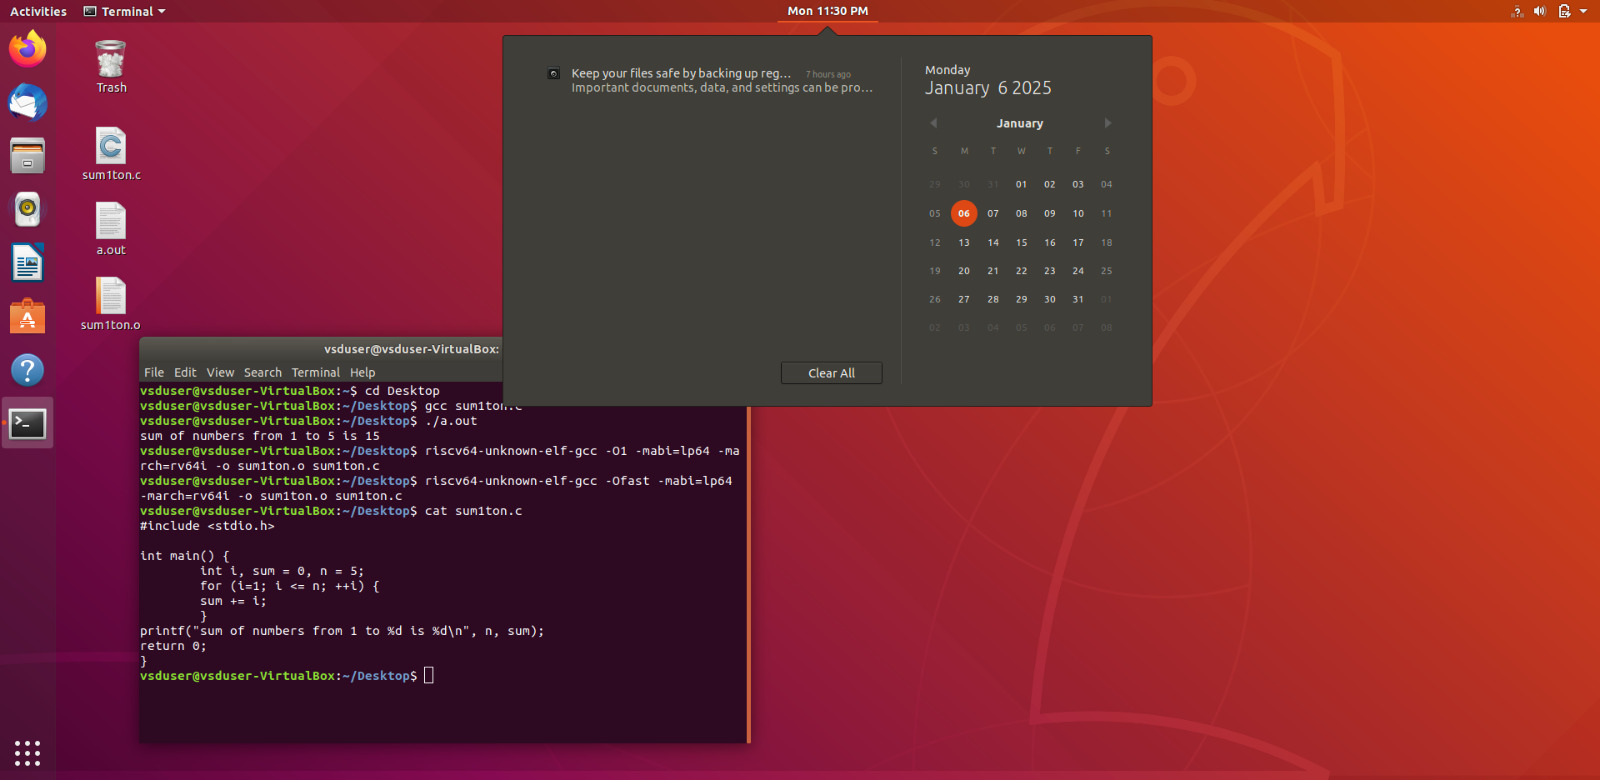 Activities
Terminal
Mon 11:30 PM
Trash
sum1ton.c
a.out
sum1ton.o
Keep your files safe by backing up reg… 7 hours ago
Important documents, data, and settings can be pro…
Clear All
Monday
January 6 2025
January
S M T W T F S
29 30 31 01 02 03 04
05 06 07 08 09 10 11
12 13 14 15 16 17 18
19 20 21 22 23 24 25
26 27 28 29 30 31 01
02 03 04 05 06 07 08
vsduser@vsduser-VirtualBox:
File Edit View Search Terminal Help
vsduser@vsduser-VirtualBox:~$ cd Desktop
vsduser@vsduser-VirtualBox:~/Desktop$ gcc sum1ton.c
vsduser@vsduser-VirtualBox:~/Desktop$ ./a.out
sum of numbers from 1 to 5 is 15
vsduser@vsduser-VirtualBox:~/Desktop$ riscv64-unknown-elf-gcc -O1 -mabi=lp64 -ma
rch=rv64i -o sum1ton.o sum1ton.c
vsduser@vsduser-VirtualBox:~/Desktop$ riscv64-unknown-elf-gcc -Ofast -mabi=lp64
-march=rv64i -o sum1ton.o sum1ton.c
vsduser@vsduser-VirtualBox:~/Desktop$ cat sum1ton.c
#include <stdio.h>
int main() {
int i, sum = 0, n = 5;
for (i=1; i <= n; ++i) {
sum += i;
}
printf("sum of numbers from 1 to %d is %d\n", n, sum);
return 0;
}
vsduser@vsduser-VirtualBox:~/Desktop$